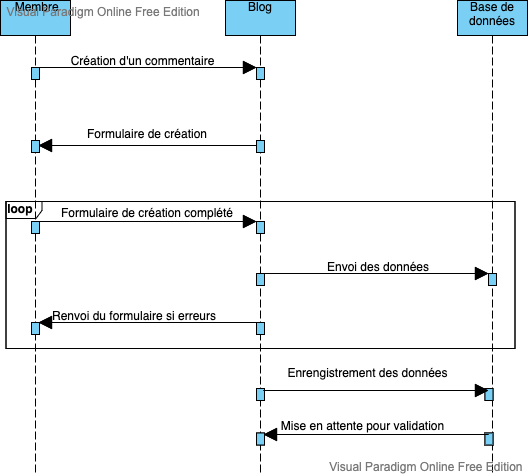 Membre
Visual Paradigm Online Free Edition
Blog
Base de
données
Création d'un commentaire
Formulaire de création
loop
Formulaire de création complété
Envoi des données
Renvoi du formulaire si erreurs
Enrengistrement des données
Mise en attente pour validation
Visual Paradigm Online Free Edition